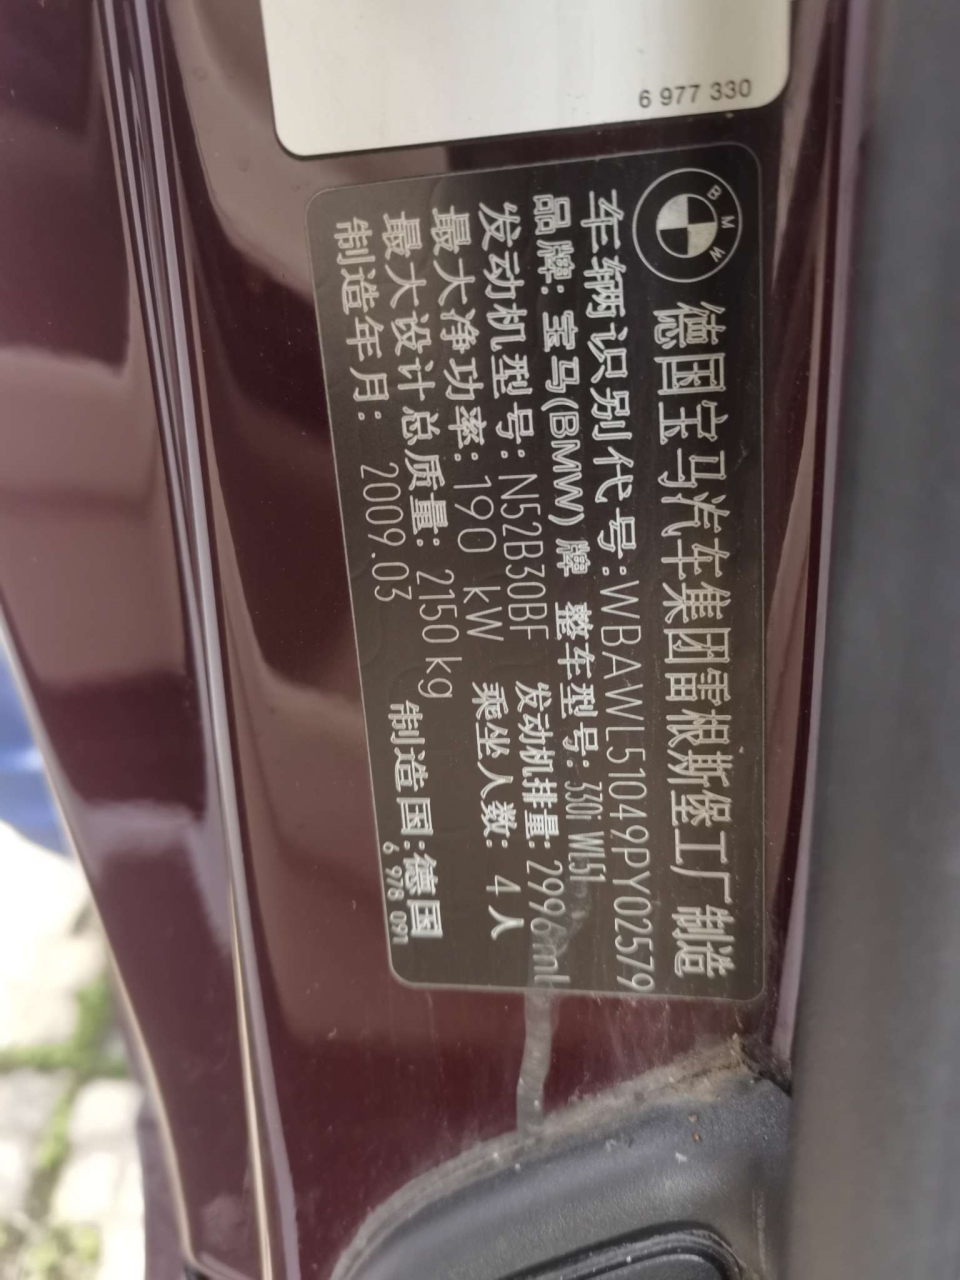 6 977 330
BMW
德国宝马汽车集团雷根斯堡工厂制造
车辆识别代号:WBAWL51049PY02579
品牌: 宝马(BMW)牌 整车型号: 330i WL51
发动机型号: N52B30BF 发动机排量: 2996ml
最大净功率: 190 kW 乘坐人数: 4人
最大设计总质量: 2150kg
制造年月: 2009.03 制造国:德国
6 978 091